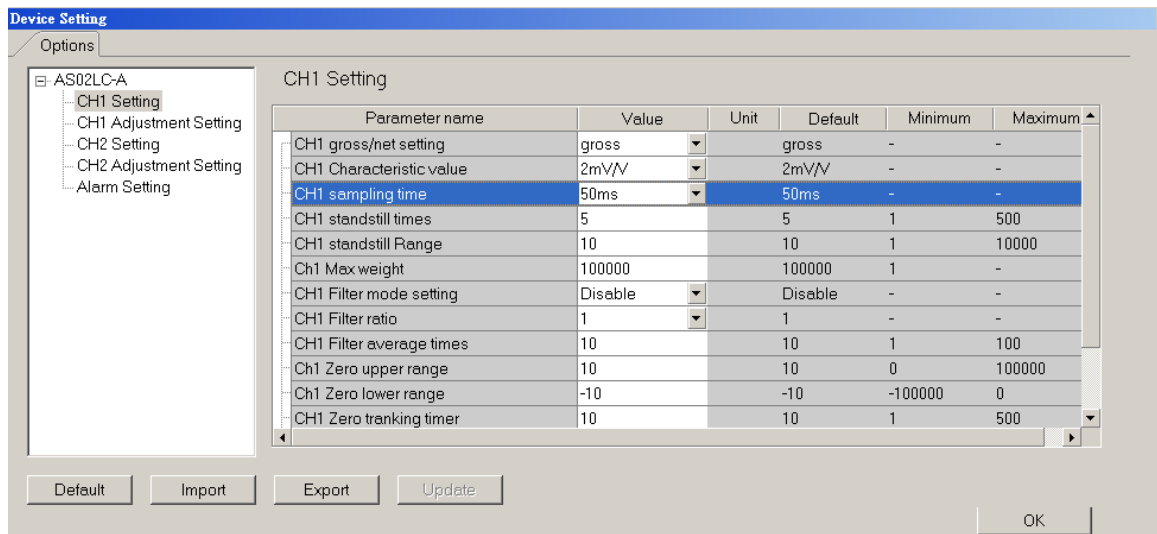 Device Setting
Options
AS02LC-A
CH1 Setting
CH1 Adjustment Setting
CH2 Setting
CH2 Adjustment Setting
Alarm Setting
CH1 Setting
Parameter name Value Unit Default Minimum Maximum
CH1 gross/net setting gross gross - -
CH1 Characteristic value 2mV/V 2mV/V - -
CH1 sampling time 50ms 50ms - -
CH1 standstill times 5 5 1 500
CH1 standstill Range 10 10 1 10000
Ch1 Max weight 100000 100000 1 -
CH1 Filter mode setting Disable Disable - -
CH1 Filter ratio 1 1 - -
CH1 Filter average times 10 10 1 100
Ch1 Zero upper range 10 10 0 100000
Ch1 Zero lower range -10 -10 -100000 0
CH1 Zero tranking timer 10 10 1 500
Default Import Export Update
OK